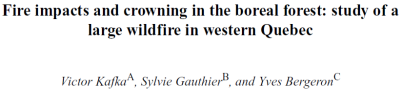 Fire impacts and crowning in the boreal forest: study of a
large wildfire in western Quebec
Victor Kafka^A, Sylvie Gauthier^B, and Yves Bergeron^C